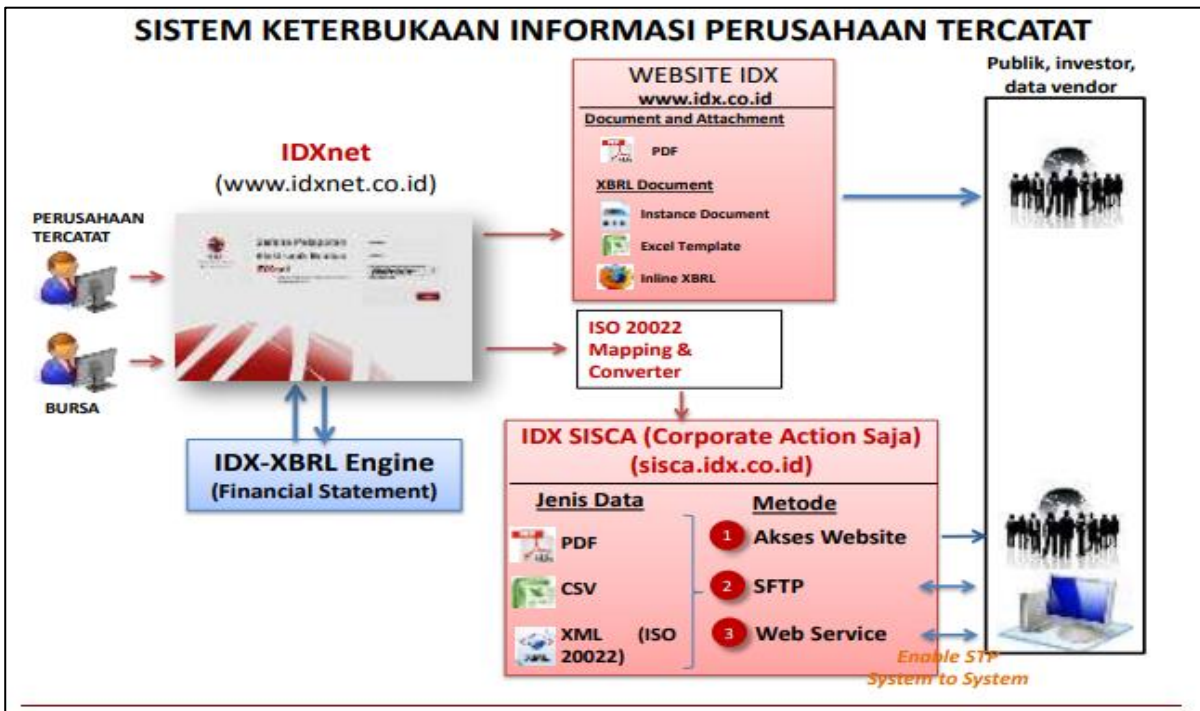 SISTEM KETERBUKAAN INFORMASI PERUSAHAAN TERCATAT
WEBSITE IDX
www.idx.co.id
Document and Attachment
PDF
XBRL Document
Instance Document
Excel Template
Inline XBRL
Publik, investor,
data vendor
IDXnet
(www.idxnet.co.id)
PERUSAHAAN
TERCATAT
BURSA
IDX-XBRL Engine
(Financial Statement)
ISO 20022
Mapping &
Converter
IDX SISCA (Corporate Action Saja)
(sisca.idx.co.id)
Jenis Data
PDF
CSV
XML (ISO
20022)
Metode
1 Akses Website
2 SFTP
3 Web Service
Enable STP
System to System